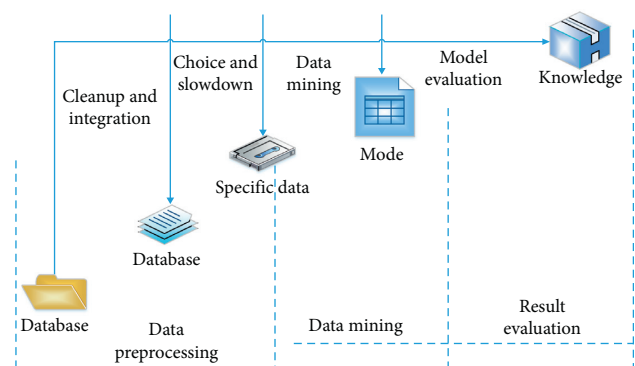 Choice and
slowdown
Data
mining
Model
evaluation
Knowledge
Cleanup and
integration
Mode
Specific data
Database
Database
Data
preprocessing
Data mining
Result
evaluation